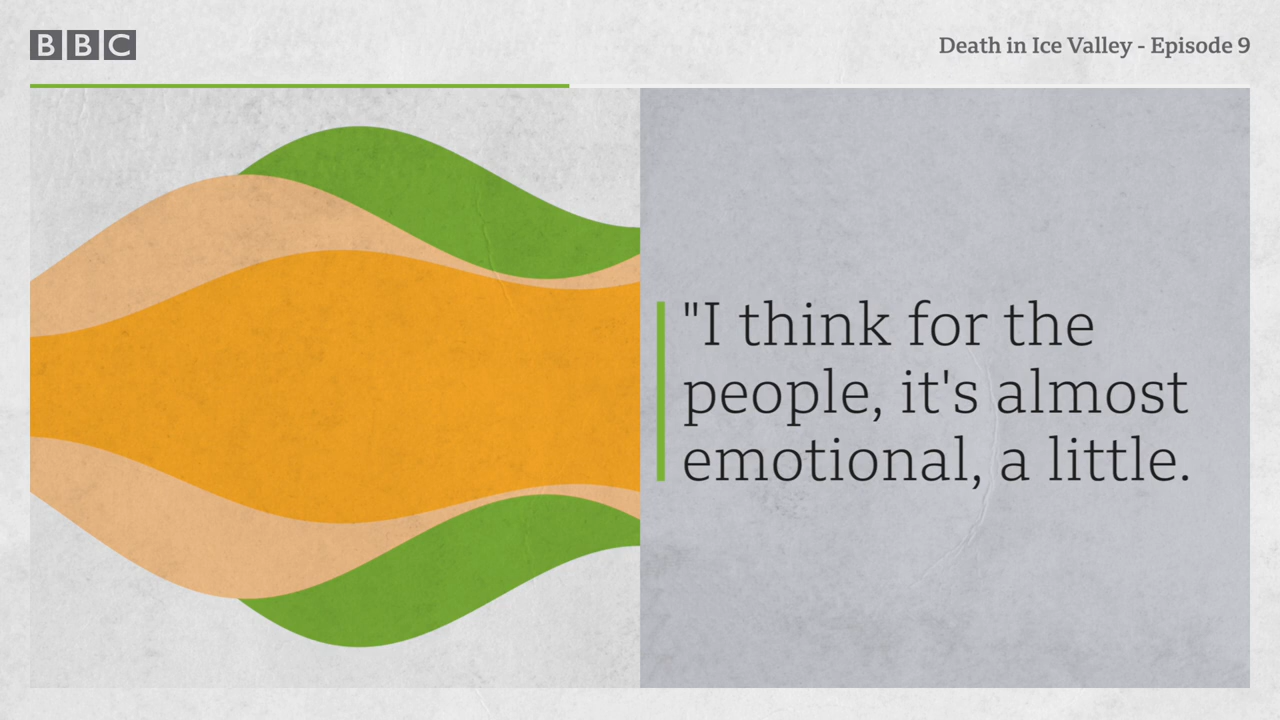 BBC
Death in Ice Valley - Episode 9
"I think for the
people, it's almost
emotional, a little.